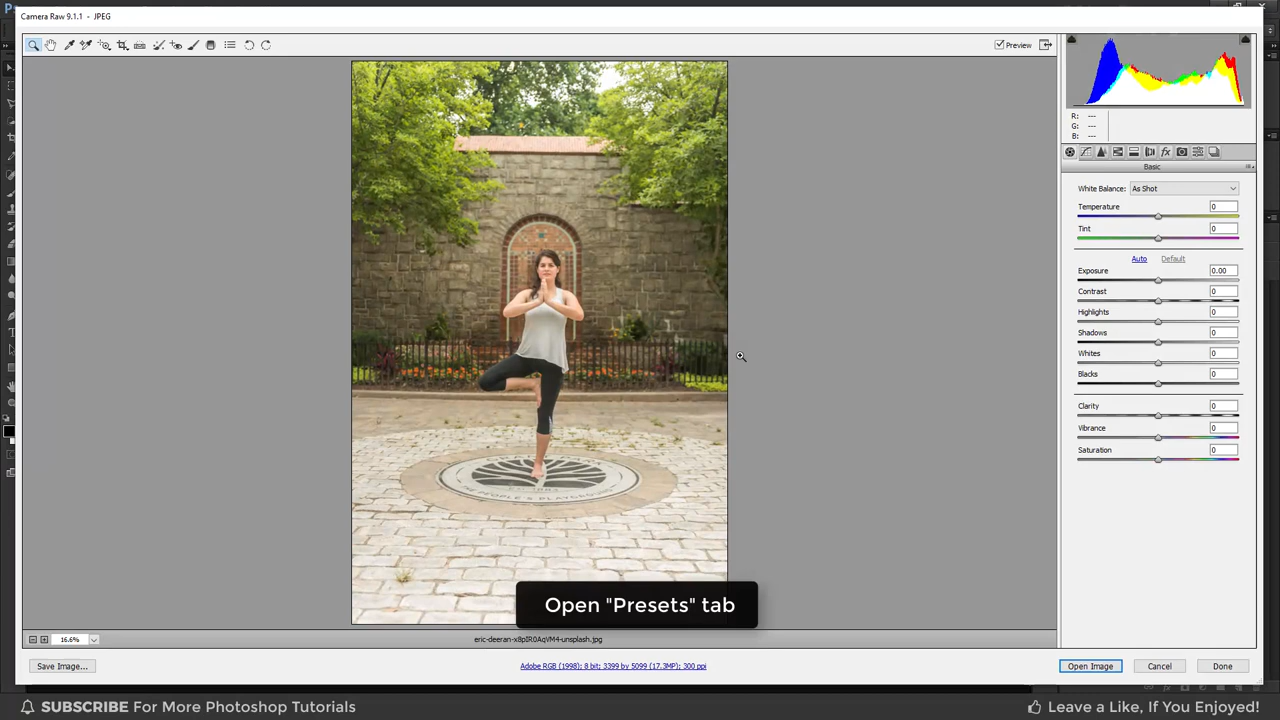 Camera Raw 9.1.1 - JPEG
Preview
R: ---
G: ---
B: ---
Basic
White Balance: As Shot
Temperature 0
Tint 0
Auto Default
Exposure 0.00
Contrast 0
Highlights 0
Shadows 0
Whites 0
Blacks 0
Clarity 0
Vibrance 0
Saturation 0
PEOPLE'S PLAYGROUND
Open "Presets" tab
16.6%
eric-deeran-x8pIR0AqVM4-unsplash.jpg
Save Image...
Adobe RGB (1998); 8 bit; 3399 by 5099 (17.3MP); 300 ppi
Open Image
Cancel
Done
SUBSCRIBE For More Photoshop Tutorials
Leave a Like, If You Enjoyed!